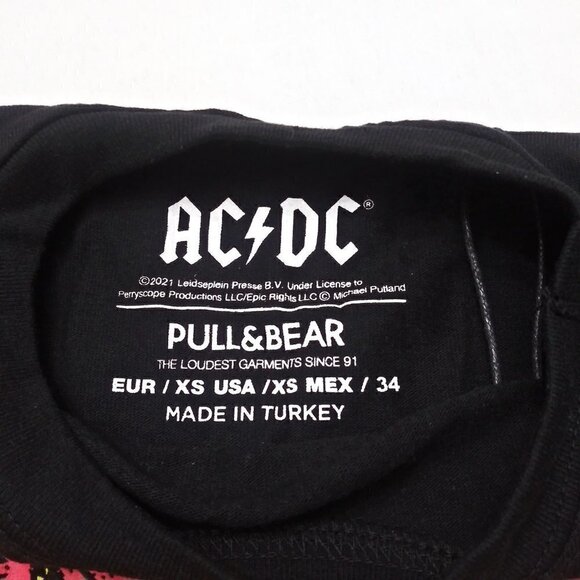 AC⚡DC®
©2021 Leidseplein Presse B.V. Under License to
Perryscope Productions LLC/Epic Rights LLC © Michael Putland
PULL&BEAR
THE LOUDEST GARMENTS SINCE 91
EUR / XS USA /XS MEX / 34
MADE IN TURKEY